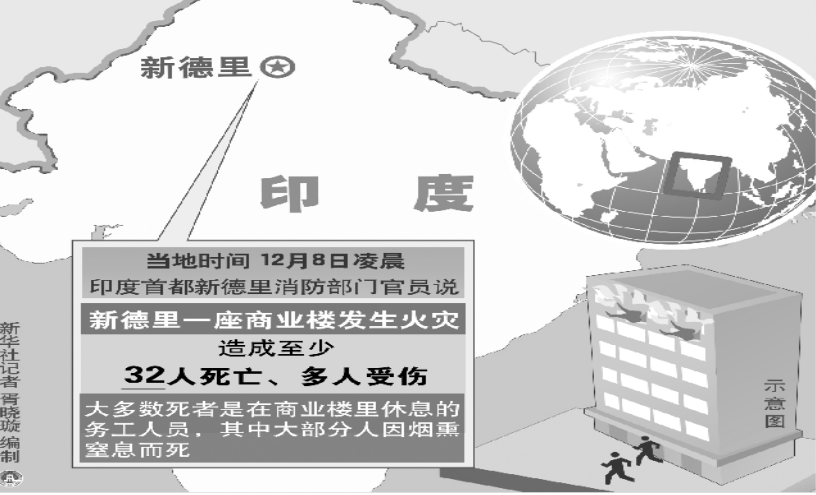 新德里
印 度
当地时间 12月8日凌晨
印度首都新德里消防部门官员说
新德里一座商业楼发生火灾
造成至少
32人死亡、多人受伤
大多数死者是在商业楼里休息的
务工人员，其中大部分人因烟熏
窒息而死
示意图
新华社记者 胥晓璇 编制